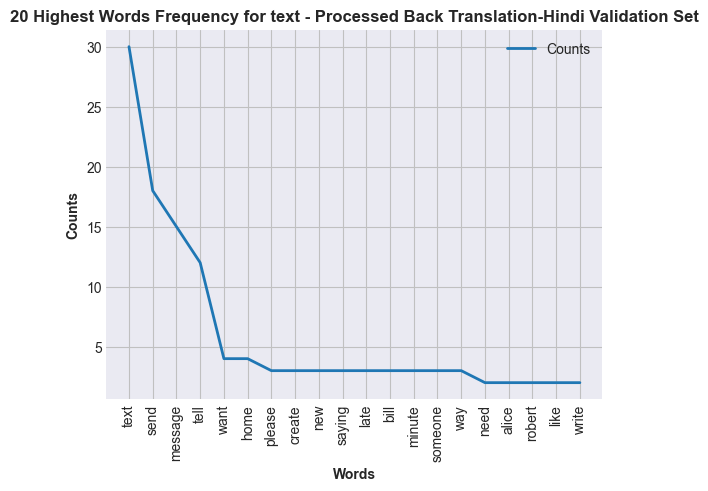 20 Highest Words Frequency for text - Processed Back Translation-Hindi Validation Set
Counts
30
25
20
15
10
5
Counts
text
send
message
tell
want
home
please
create
new
saying
late
bill
minute
someone
way
need
alice
robert
like
write
Words